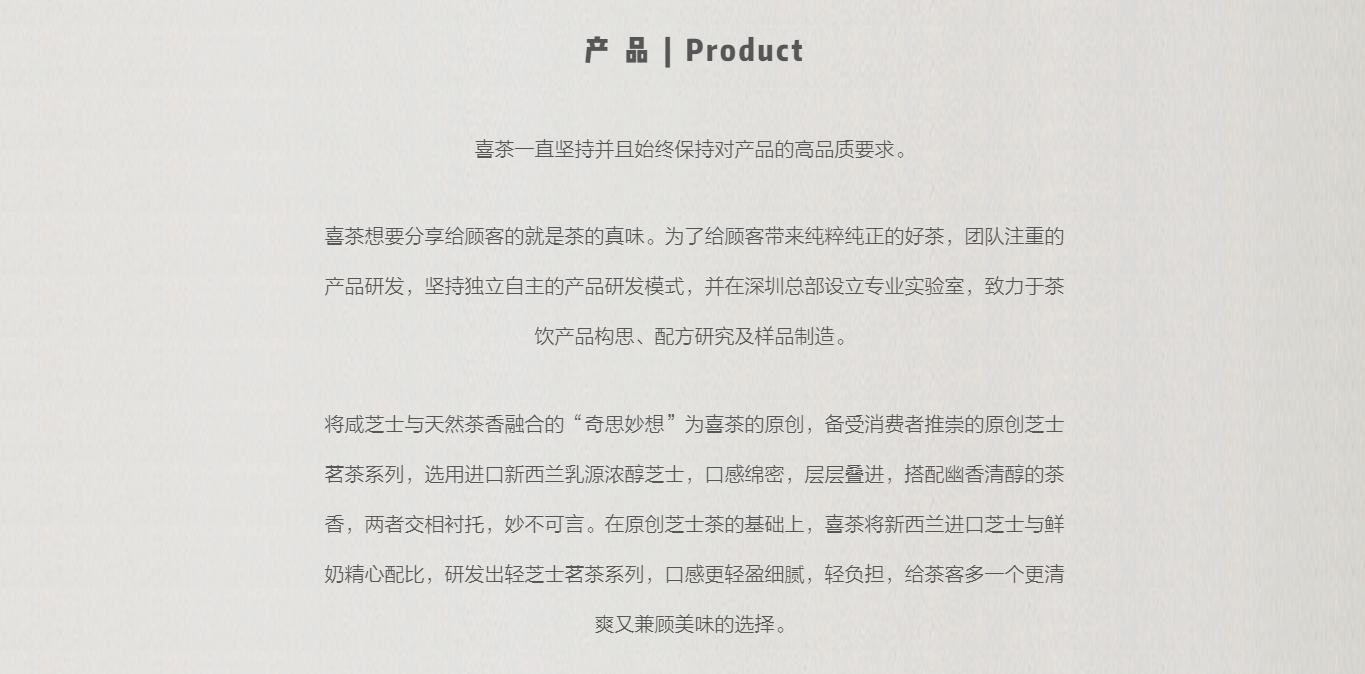 产 品 | Product
喜茶一直坚持并且始终保持对产品的高品质要求。
喜茶想要分享给顾客的就是茶的真味。为了给顾客带来纯粹纯正的好茶，团队注重的
产品研发，坚持独立自主的产品研发模式，并在深圳总部设立专业实验室，致力于茶
饮产品构思、配方研究及样品制造。
将咸芝士与天然茶香融合的“奇思妙想”为喜茶的原创，备受消费者推崇的原创芝士
茗茶系列，选用进口新西兰乳源浓醇芝士，口感绵密，层层叠进，搭配幽香清醇的茶
香，两者交相衬托，妙不可言。在原创芝士茶的基础上，喜茶将新西兰进口芝士与鲜
奶精心配比，研发出轻芝士茗茶系列，口感更轻盈细腻，轻负担，给茶客多一个更清
爽又兼顾美味的选择。